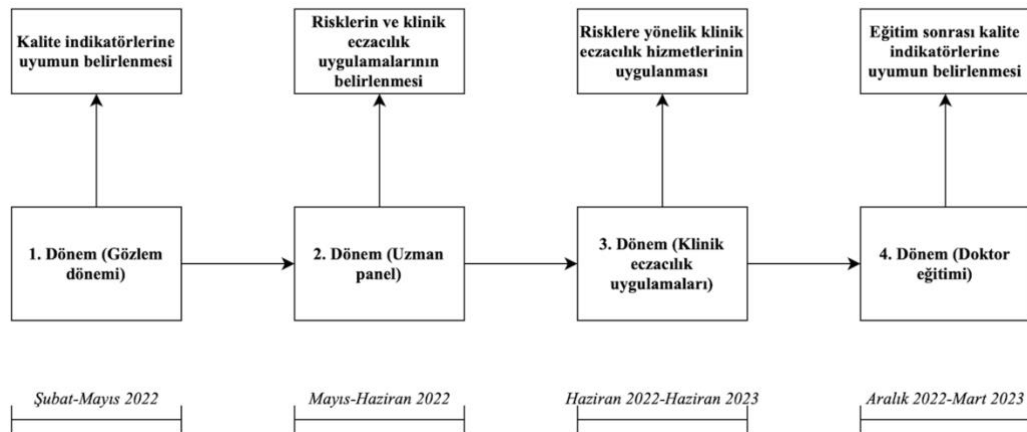 Kalite indikatörlerine
uyumun belirlenmesi
Risklerin ve klinik
eczacılık
uygulamalarının
belirlenmesi
Risklere yönelik klinik
eczacılık hizmetlerinin
uygulanması
Eğitim sonrası kalite
indikatörlerine
uyumun belirlenmesi
1. Dönem (Gözlem
dönemi)
2. Dönem (Uzman
panel)
3. Dönem (Klinik
eczacılık
uygulamaları)
4. Dönem (Doktor
eğitimi)
Şubat-Mayıs 2022
Mayıs-Haziran 2022
Haziran 2022-Haziran 2023
Aralık 2022-Mart 2023